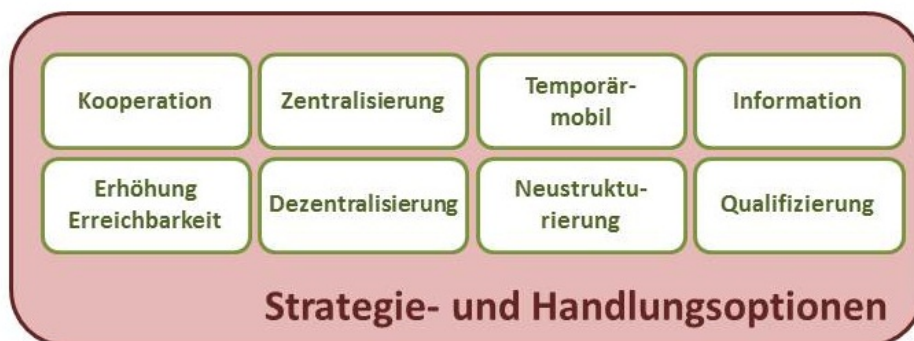 Kooperation
Zentralisierung
Temporär-
mobil
Information
Erhöhung
Erreichbarkeit
Dezentralisierung
Neustruktu-
rierung
Qualifizierung
Strategie- und Handlungsoptionen